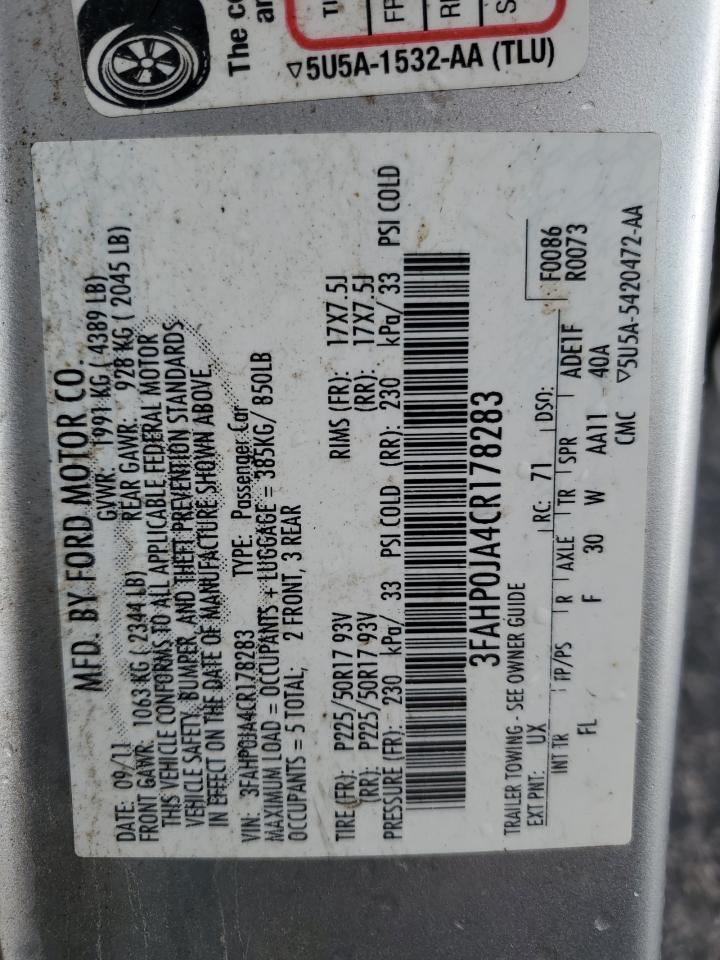 The
TI
FP
S
▽5U5A-1532-AA (TLU)
MFD. BY FORD MOTOR CO.
DATE: 09/11 GVWR: 1991 KG ( 4389 LB)
FRONT GAWR: 1063 KG ( 2344 LB) REAR GAWR: 928 KG ( 2045 LB)
THIS VEHICLE CONFORMS TO ALL APPLICABLE FEDERAL MOTOR
VEHICLE SAFETY, BUMPER, AND THEFT PREVENTION STANDARDS
IN EFFECT ON THE DATE OF MANUFACTURE SHOWN ABOVE.
VIN: 3FAHP0JA4CR178283 TYPE: Passenger Car
MAXIMUM LOAD = OCCUPANTS + LUGGAGE = 385KG/ 850LB
OCCUPANTS = 5 TOTAL; 2 FRONT, 3 REAR
TIRE (FR): P225/50R17 93V RIMS (FR): 17X7.5J
(RR): P225/50R17 93V (RR): 17X7.5J
PRESSURE (FR): 230 kPa/ 33 PSI COLD (RR): 230 kPa/ 33 PSI COLD
3FAHP0JA4CR178283
TRAILER TOWING - SEE OWNER GUIDE F0086
EXT PNT: UX RC: 71 DSO: R0073
INT TR TP/PS R AXLE TR SPR ADE1F
FL F 30 W AA11 40A
CMC ▽5U5A-5420472-AA